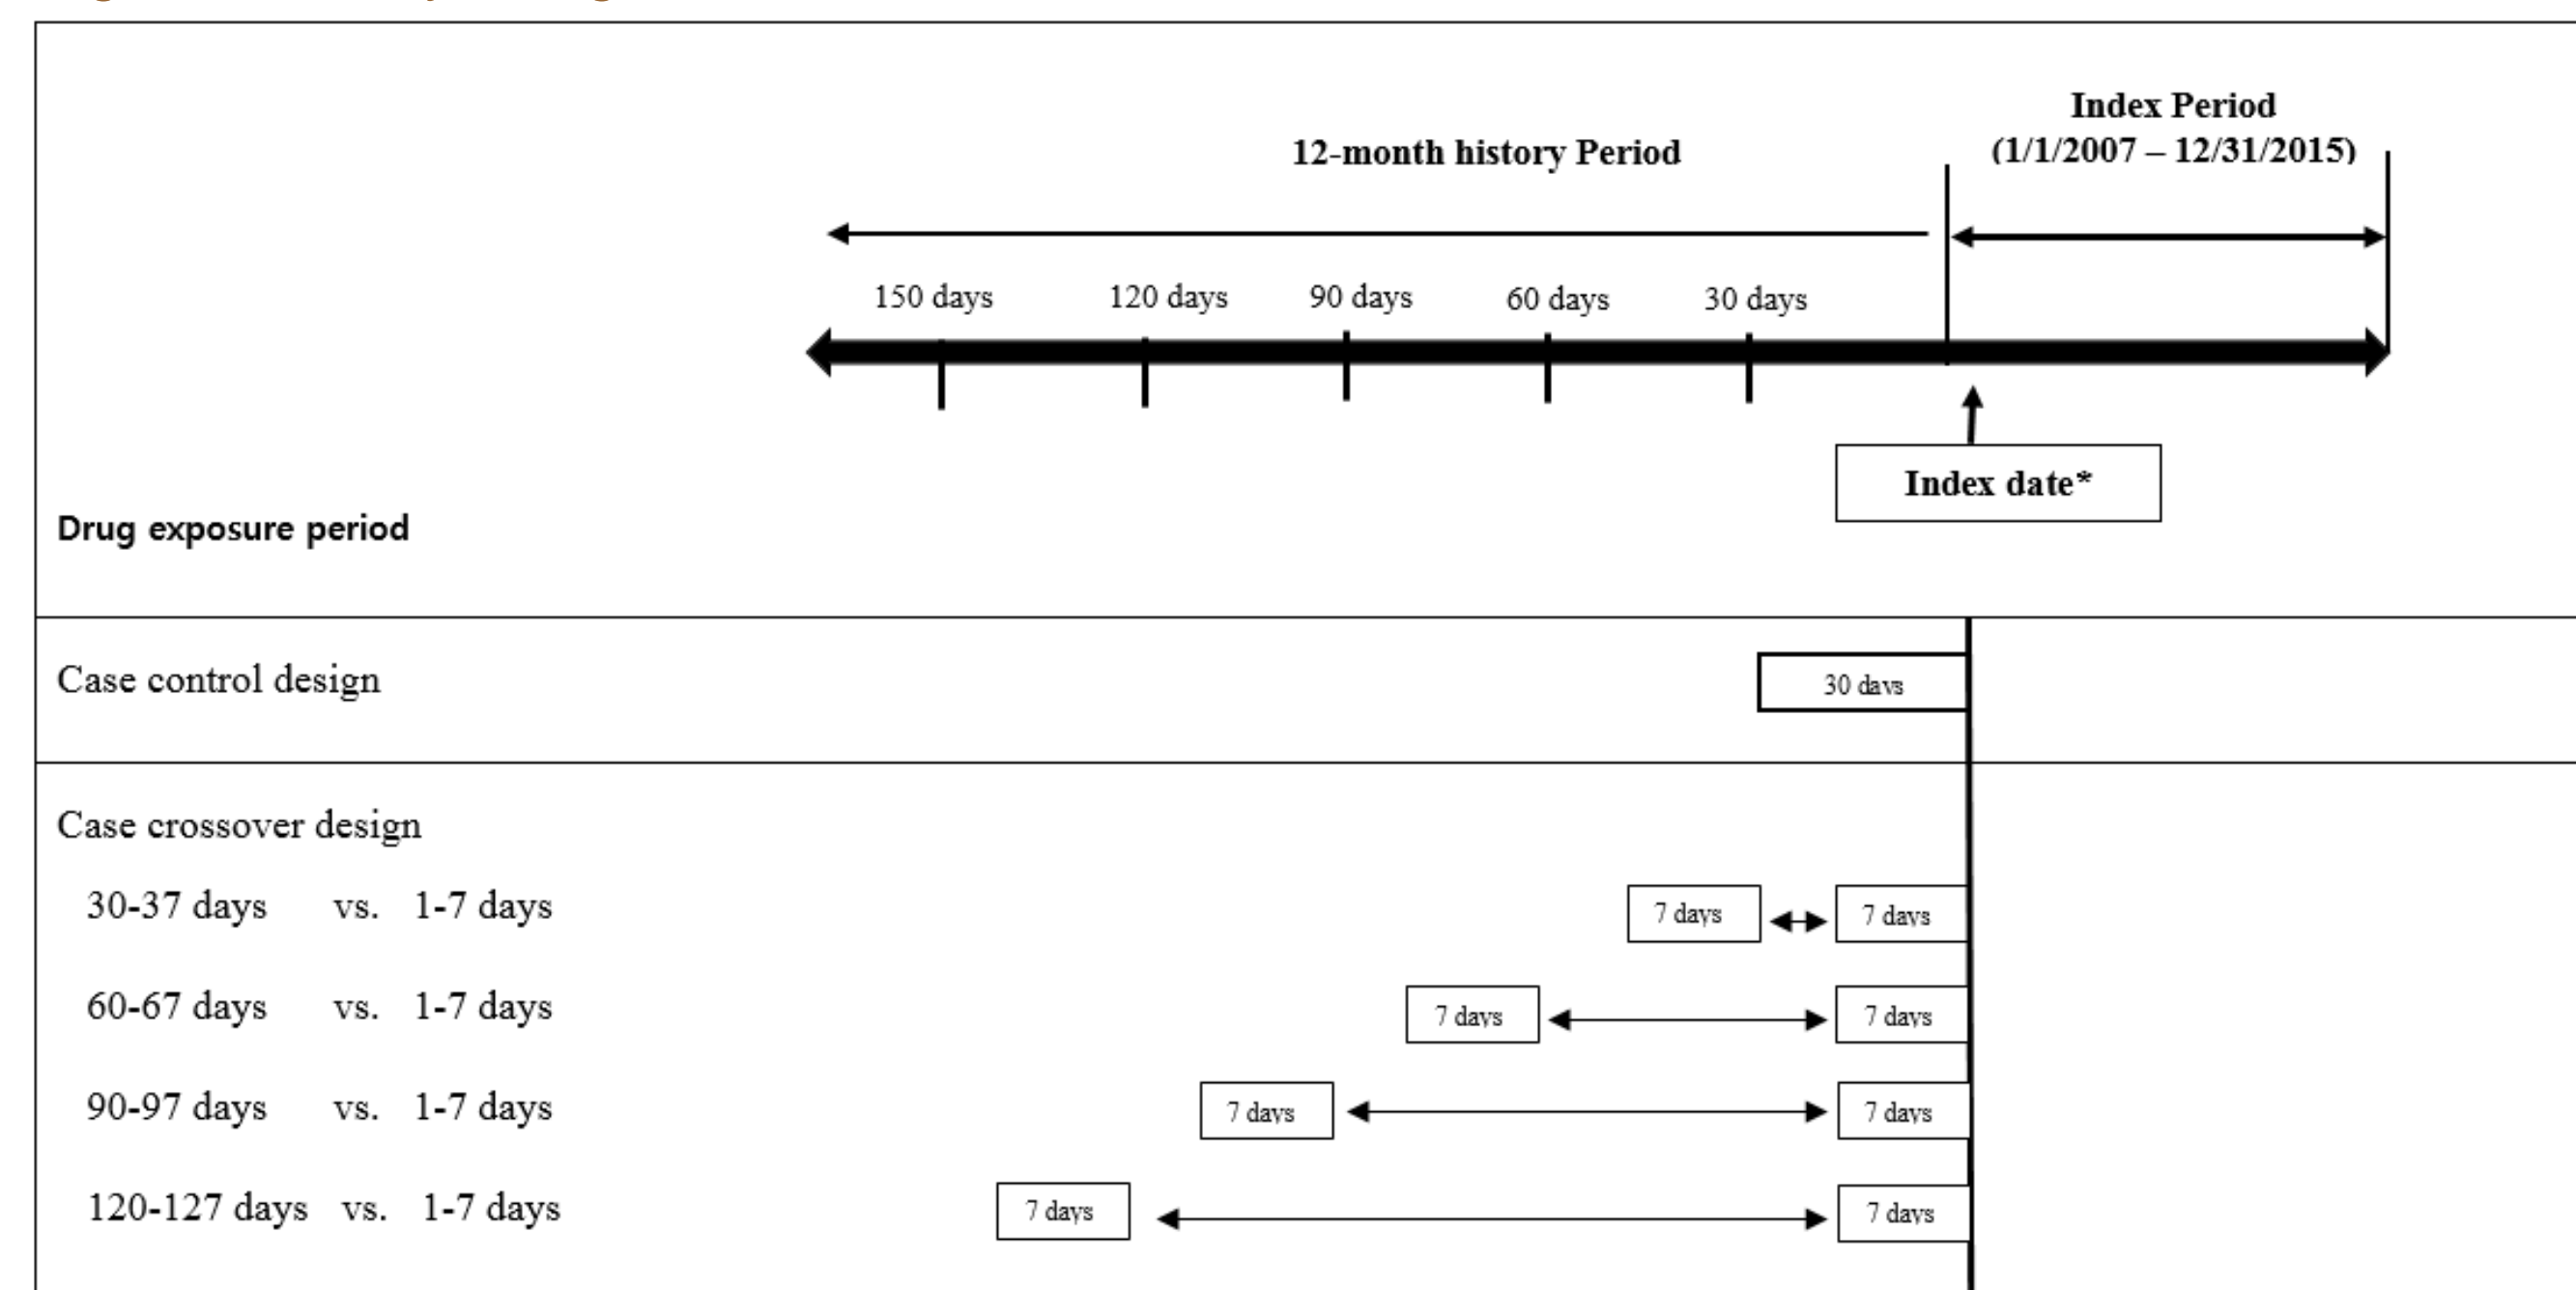 Index Period
12-month history Period
(1/1/2007 – 12/31/2015)
150 days 120 days 90 days 60 days 30 days
Index date*
Drug exposure period
Case control design
30 days
Case crossover design
30-37 days vs. 1-7 days 7 days 7 days
60-67 days vs. 1-7 days 7 days 7 days
90-97 days vs. 1-7 days 7 days 7 days
120-127 days vs. 1-7 days 7 days 7 days